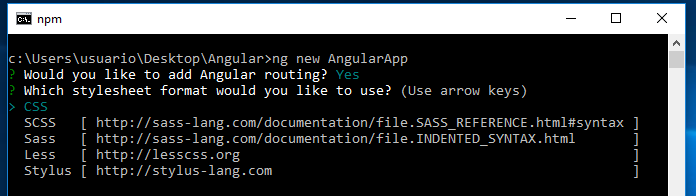 npm
c:\Users\usuario\Desktop\Angular>ng new AngularApp
? Would you like to add Angular routing? Yes
? Which stylesheet format would you like to use? (Use arrow keys)
> CSS
SCSS [ http://sass-lang.com/documentation/file.SASS_REFERENCE.html#syntax ]
Sass [ http://sass-lang.com/documentation/file.INDENTED_SYNTAX.html ]
Less [ http://lesscss.org ]
Stylus [ http://stylus-lang.com ]